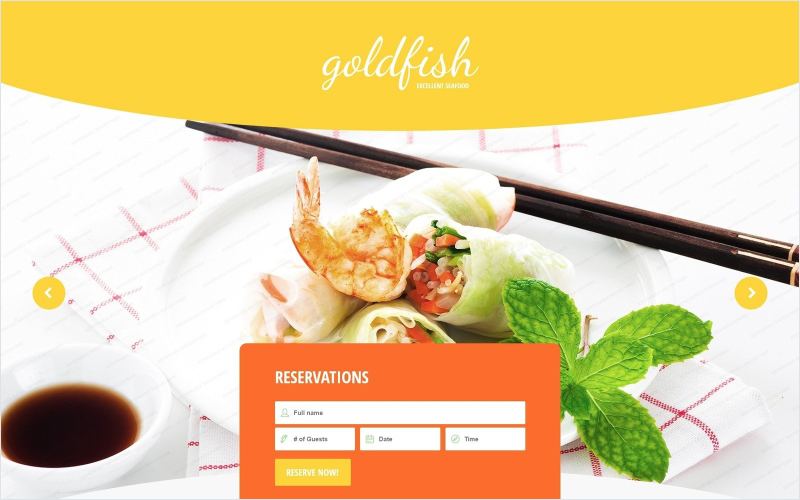 goldfish
EXCELLENT SEAFOOD
RESERVATIONS
Full name
# of Guests Date Time
RESERVE NOW!